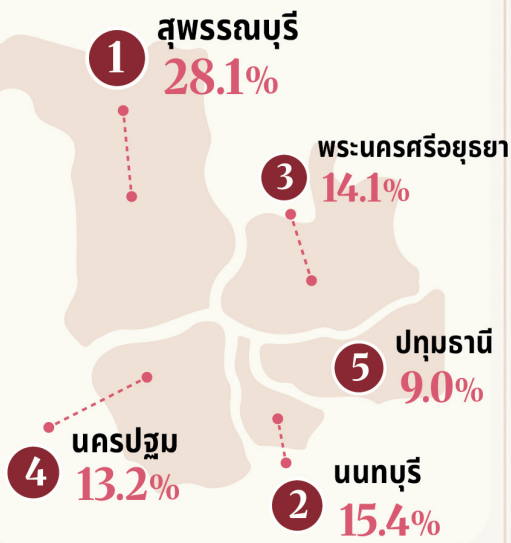 1
สุพรรณบุรี
28.1%
3
พระนครศรีอยุธยา
14.1%
5
ปทุมธานี
9.0%
4
นครปฐม
13.2%
2
นนทบุรี
15.4%